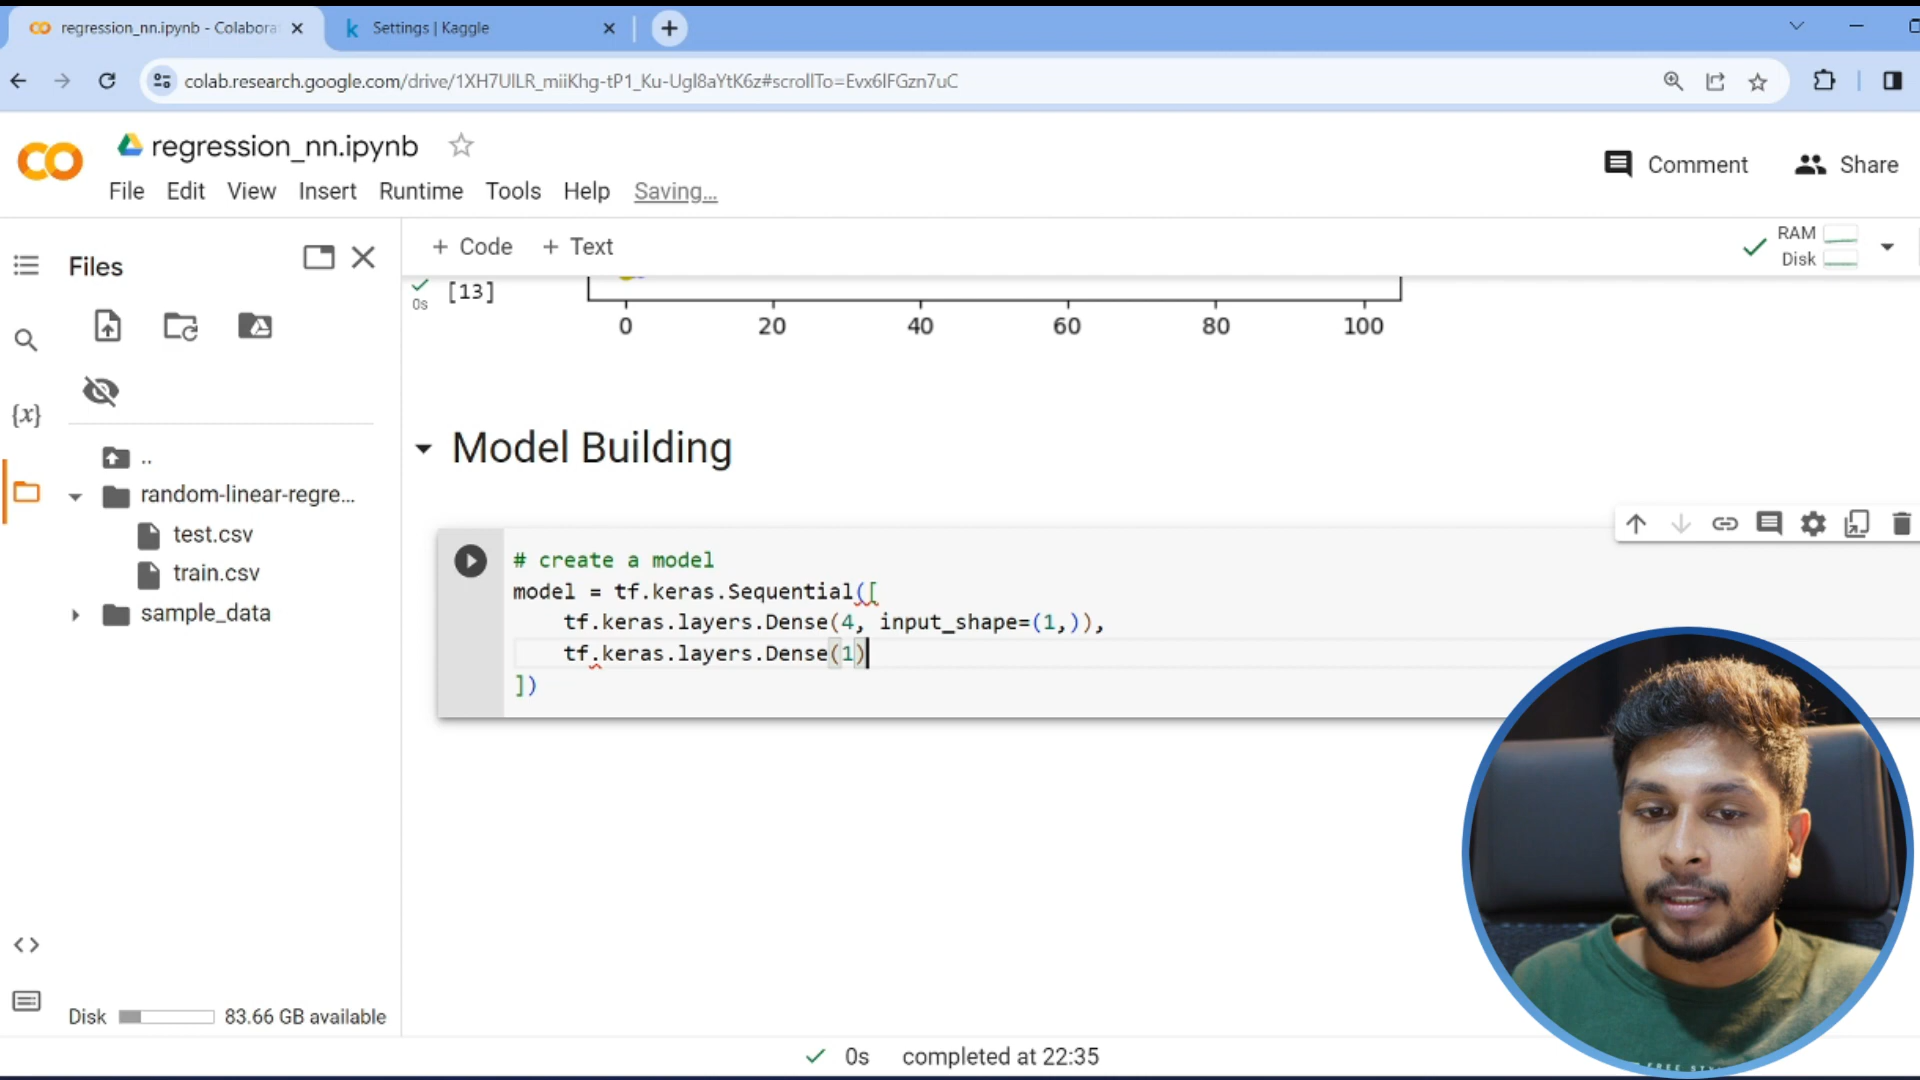 regression_nn.ipynb - Colabora
Settings | Kaggle
colab.research.google.com/drive/1XH7UlLR_miiKhg-tP1_Ku-Ugl8aYtK6z#scrollTo=Evx6lFGzn7uC
regression_nn.ipynb
Comment
Share
File Edit View Insert Runtime Tools Help Saving...
Files
+ Code + Text
RAM
Disk
{x}
..
random-linear-regre...
test.csv
train.csv
sample_data
Disk 83.66 GB available
0s
[13]
0 20 40 60 80 100
Model Building
# create a model
model = tf.keras.Sequential([
tf.keras.layers.Dense(4, input_shape=(1,)),
tf.keras.layers.Dense(1)
])
0s completed at 22:35